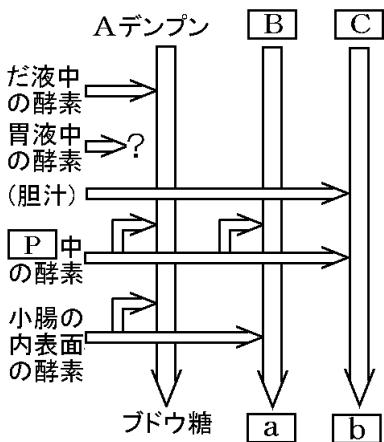 Aデンプン B C
だ液中
の酵素
胃液中
の酵素
?
(胆汁)
P 中
の酵素
小腸の
内表面
の酵素
ブドウ糖 a b